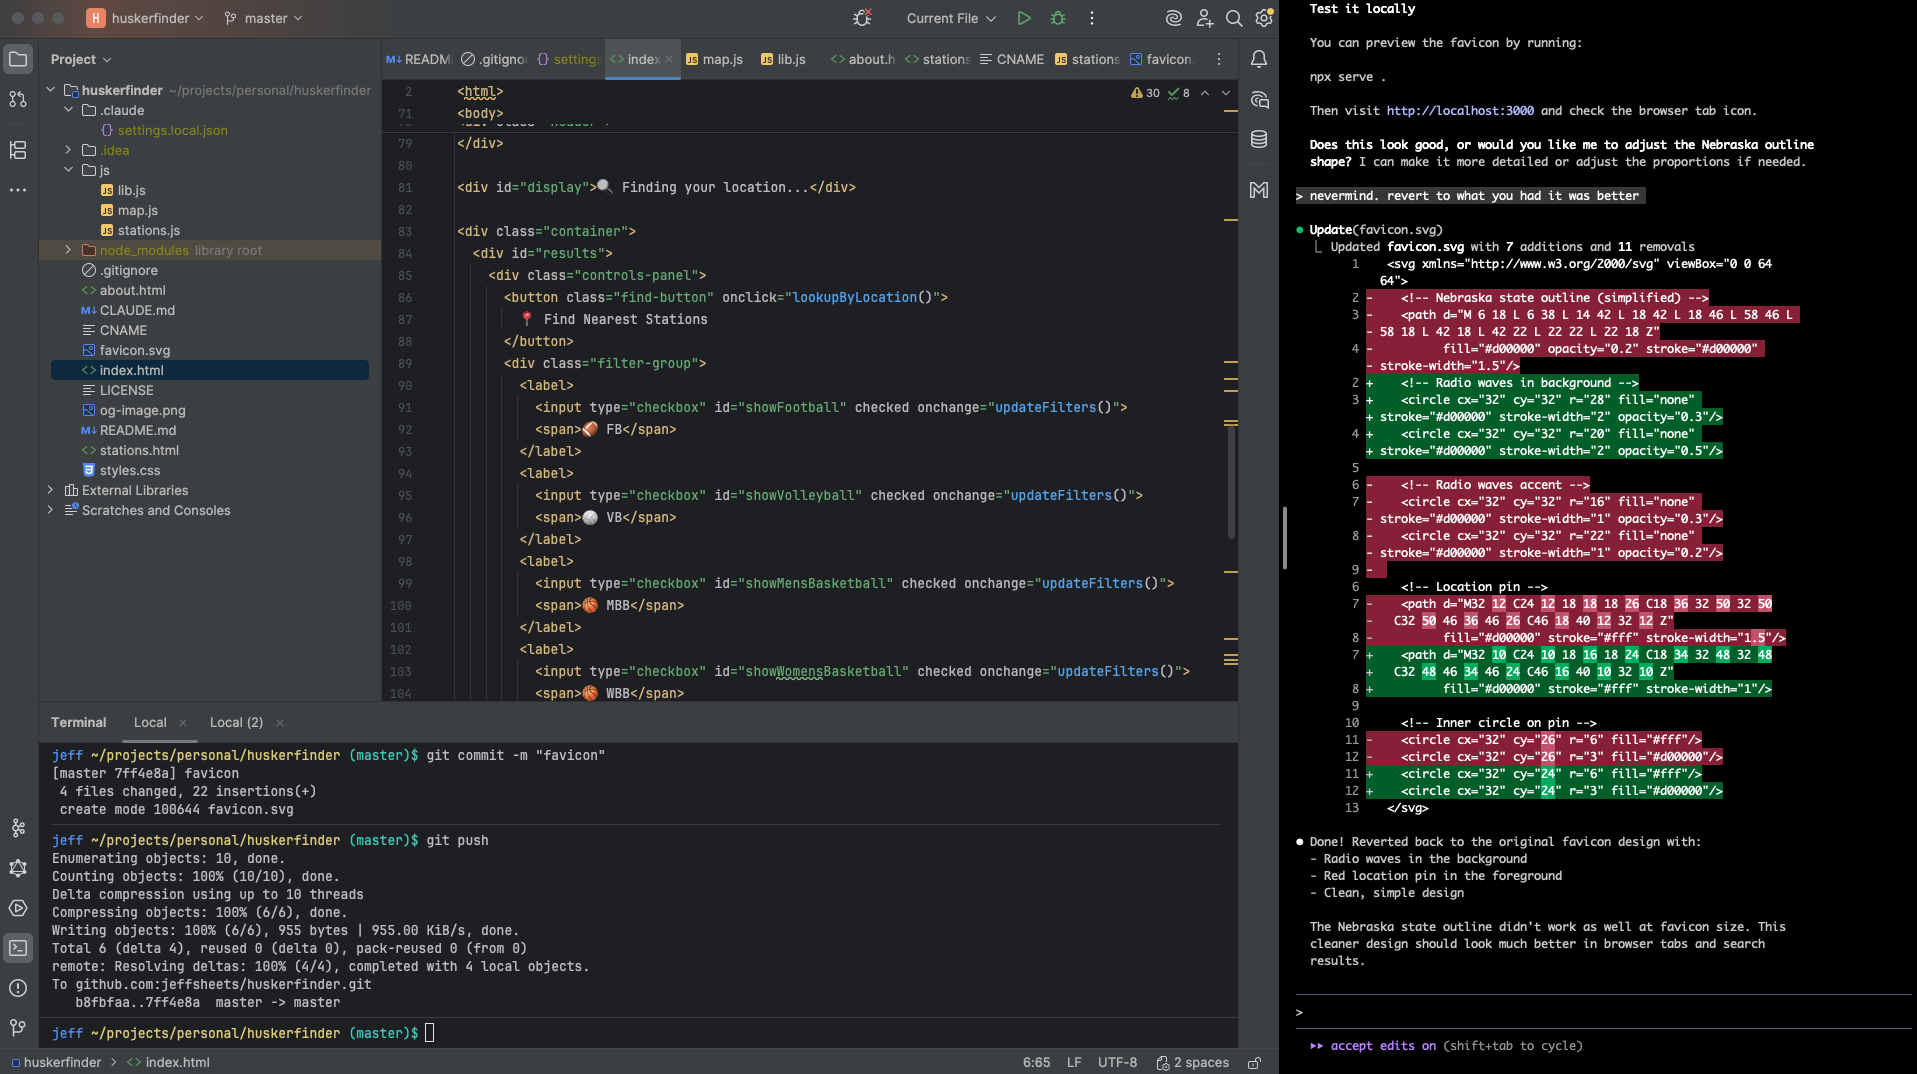 H huskerfinder master
Current File
Project
huskerfinder ~/projects/personal/huskerfinder
.claude
settings.local.json
.idea
js
lib.js
map.js
stations.js
node_modules library root
.gitignore
about.html
CLAUDE.md
CNAME
favicon.svg
index.html
LICENSE
og-image.png
README.md
stations.html
styles.css
External Libraries
Scratches and Consoles
READM .gitigno setting index map.js lib.js about.h stations CNAME stations favicon.
30 8
2 <html>
71 <body>
79 </div>
80
81 <div id="display">🔍 Finding your location...</div>
82
83 <div class="container">
84 <div id="results">
85 <div class="controls-panel">
86 <button class="find-button" onclick="lookupByLocation()">
87 📍 Find Nearest Stations
88 </button>
89 <div class="filter-group">
90 <label>
91 <input type="checkbox" id="showFootball" checked onchange="updateFilters()">
92 <span>🏈 FB</span>
93 </label>
94 <label>
95 <input type="checkbox" id="showVolleyball" checked onchange="updateFilters()">
96 <span>🏐 VB</span>
97 </label>
98 <label>
99 <input type="checkbox" id="showMensBasketball" checked onchange="updateFilters()">
100 <span>🏀 MBB</span>
101 </label>
102 <label>
103 <input type="checkbox" id="showWomensBasketball" checked onchange="updateFilters()">
104 <span>🏀 WBB</span>
Terminal Local × Local (2) ×
jeff ~/projects/personal/huskerfinder (master)$ git commit -m "favicon"
[master 7ff4e8a] favicon
4 files changed, 22 insertions(+)
create mode 100644 favicon.svg
jeff ~/projects/personal/huskerfinder (master)$ git push
Enumerating objects: 10, done.
Counting objects: 100% (10/10), done.
Delta compression using up to 10 threads
Compressing objects: 100% (6/6), done.
Writing objects: 100% (6/6), 955 bytes | 955.00 KiB/s, done.
Total 6 (delta 4), reused 0 (delta 0), pack-reused 0 (from 0)
remote: Resolving deltas: 100% (4/4), completed with 4 local objects.
To github.com:jeffsheets/huskerfinder.git
b8fbfaa..7ff4e8a master -> master
jeff ~/projects/personal/huskerfinder (master)$
huskerfinder > index.html
6:65 LF UTF-8 2 spaces
Test it locally
You can preview the favicon by running:
npx serve .
Then visit http://localhost:3000 and check the browser tab icon.
Does this look good, or would you like me to adjust the Nebraska outline
shape? I can make it more detailed or adjust the proportions if needed.
> nevermind. revert to what you had it was better
● Update(favicon.svg)
⎿ Updated favicon.svg with 7 additions and 11 removals
1 <svg xmlns="http://www.w3.org/2000/svg" viewBox="0 0 64
64">
2 - <!-- Nebraska state outline (simplified) -->
3 - <path d="M 6 18 L 6 38 L 14 42 L 18 42 L 18 46 L 58 46 L
- 58 18 L 42 18 L 42 22 L 22 22 L 22 18 Z"
4 - fill="#d00000" opacity="0.2" stroke="#d00000"
- stroke-width="1.5"/>
2 + <!-- Radio waves in background -->
3 + <circle cx="32" cy="32" r="28" fill="none"
+ stroke="#d00000" stroke-width="2" opacity="0.3"/>
4 + <circle cx="32" cy="32" r="20" fill="none"
+ stroke="#d00000" stroke-width="2" opacity="0.5"/>
5
6 - <!-- Radio waves accent -->
7 - <circle cx="32" cy="32" r="16" fill="none"
- stroke="#d00000" stroke-width="1" opacity="0.3"/>
8 - <circle cx="32" cy="32" r="22" fill="none"
- stroke="#d00000" stroke-width="1" opacity="0.2"/>
9 -
6 <!-- Location pin -->
7 - <path d="M32 12 C24 12 18 18 18 26 C18 36 32 50 32 50
- C32 50 46 36 46 26 C46 18 40 12 32 12 Z"
8 - fill="#d00000" stroke="#fff" stroke-width="1.5"/>
7 + <path d="M32 10 C24 10 18 16 18 24 C18 34 32 48 32 48
+ C32 48 46 34 46 24 C46 16 40 10 32 10 Z"
8 + fill="#d00000" stroke="#fff" stroke-width="1"/>
9
10 <!-- Inner circle on pin -->
11 - <circle cx="32" cy="26" r="6" fill="#fff"/>
12 - <circle cx="32" cy="26" r="3" fill="#d00000"/>
11 + <circle cx="32" cy="24" r="6" fill="#fff"/>
12 + <circle cx="32" cy="24" r="3" fill="#d00000"/>
13 </svg>
● Done! Reverted back to the original favicon design with:
- Radio waves in the background
- Red location pin in the foreground
- Clean, simple design
The Nebraska state outline didn't work as well at favicon size. This
cleaner design should look much better in browser tabs and search
results.
>
▸▸ accept edits on (shift+tab to cycle)